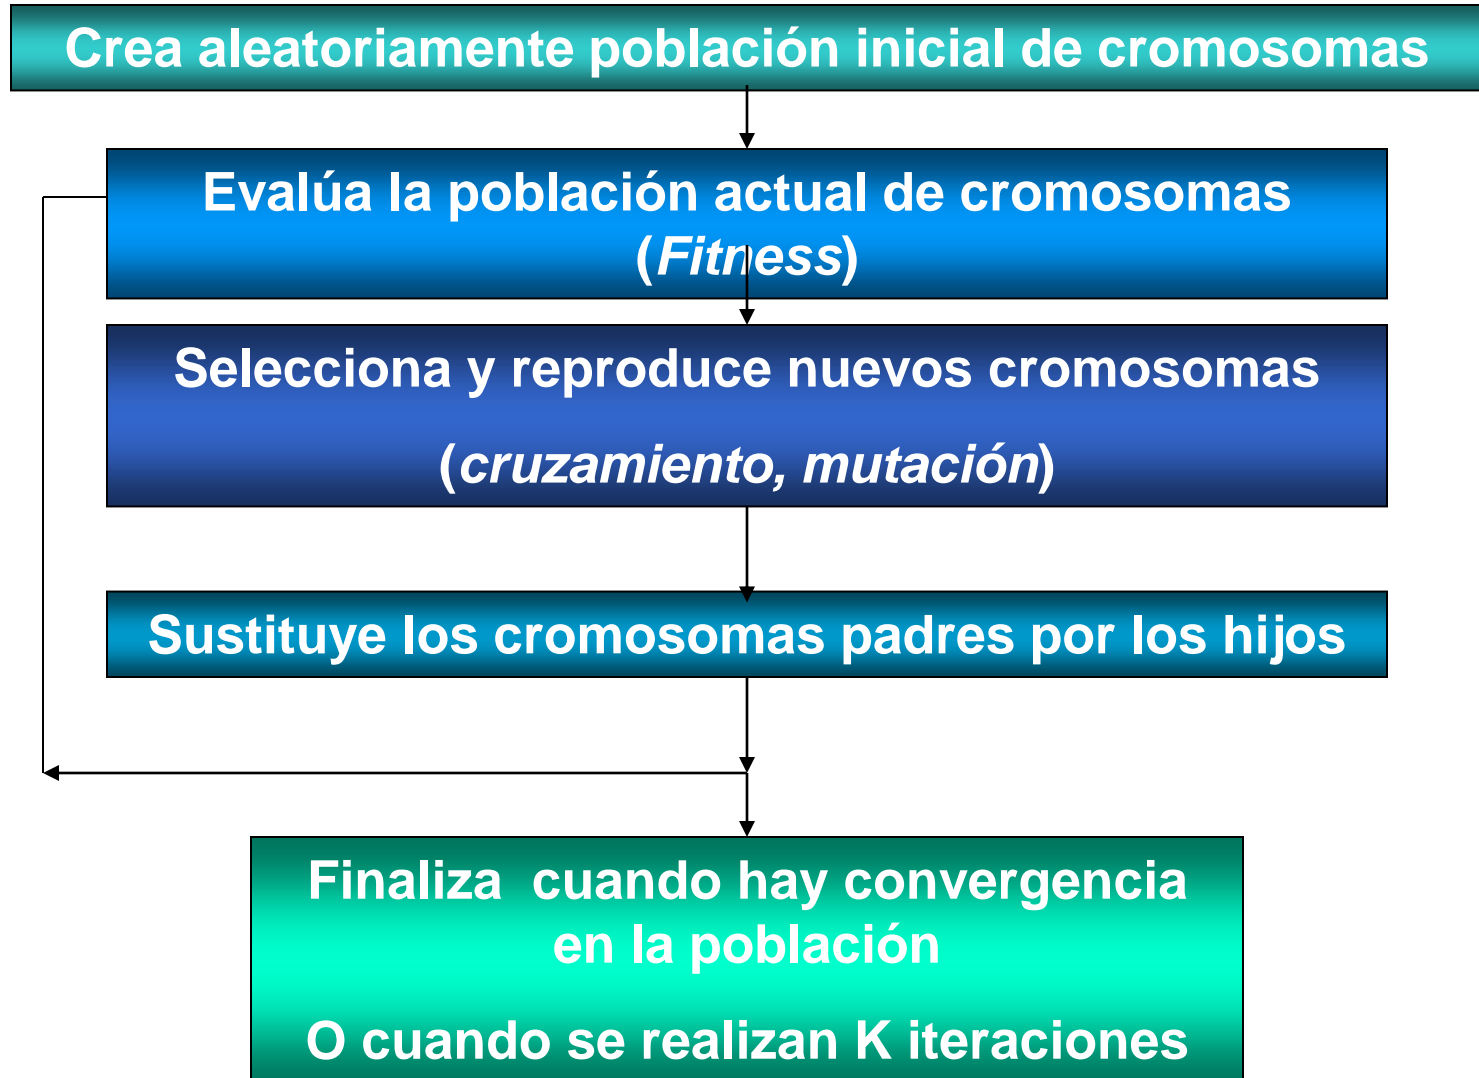 Crea aleatoriamente población inicial de cromosomas
Evalúa la población actual de cromosomas
(Fitness)
Selecciona y reproduce nuevos cromosomas
(cruzamiento, mutación)
Sustituye los cromosomas padres por los hijos
Finaliza  cuando hay convergencia
en la población
O cuando se realizan K iteraciones